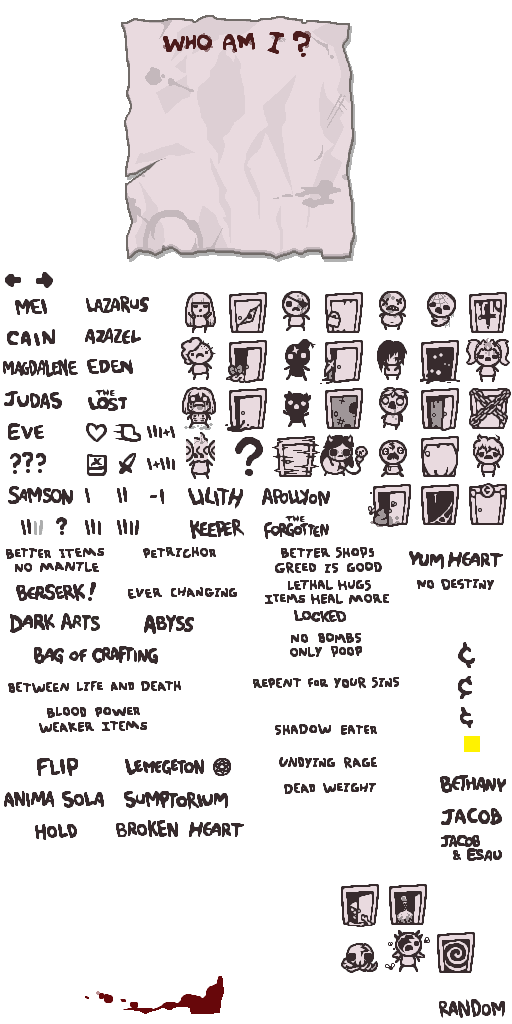 WHO AM I ?
MEI LAZARUS
CAIN AZAZEL
MAGDALENE EDEN
JUDAS THE LOST
EVE III+I
??? I+III ?
SAMSON I II -I LILITH APOLLYON
IIII ? III IIII KEEPER THE FORGOTTEN
BETTER ITEMS
NO MANTLE
PETRICHOR
BETTER SHOPS
GREED IS GOOD
YUM HEART
BERSERK! EVER CHANGING
LETHAL HUGS
ITEMS HEAL MORE
NO DESTINY
DARK ARTS ABYSS LOCKED
BAG OF CRAFTING
NO BOMBS
ONLY POOP
¢
BETWEEN LIFE AND DEATH REPENT FOR YOUR SINS ¢
BLOOD POWER
WEAKER ITEMS
¢
SHADOW EATER
FLIP LEMEGETON UNDYING RAGE
ANIMA SOLA SUMPTORIUM DEAD WEIGHT BETHANY
HOLD BROKEN HEART JACOB
JACOB
& ESAU
RANDOM